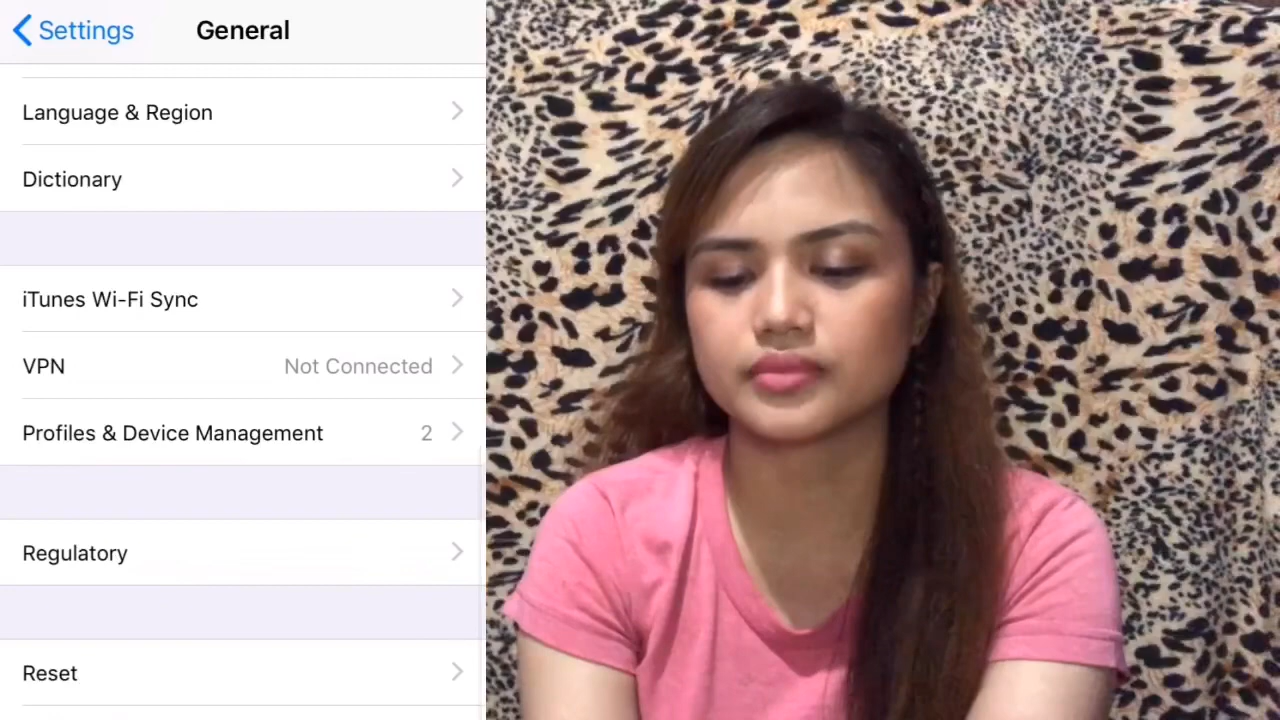 Settings General
Language & Region
Dictionary
iTunes Wi-Fi Sync
VPN Not Connected
Profiles & Device Management 2
Regulatory
Reset